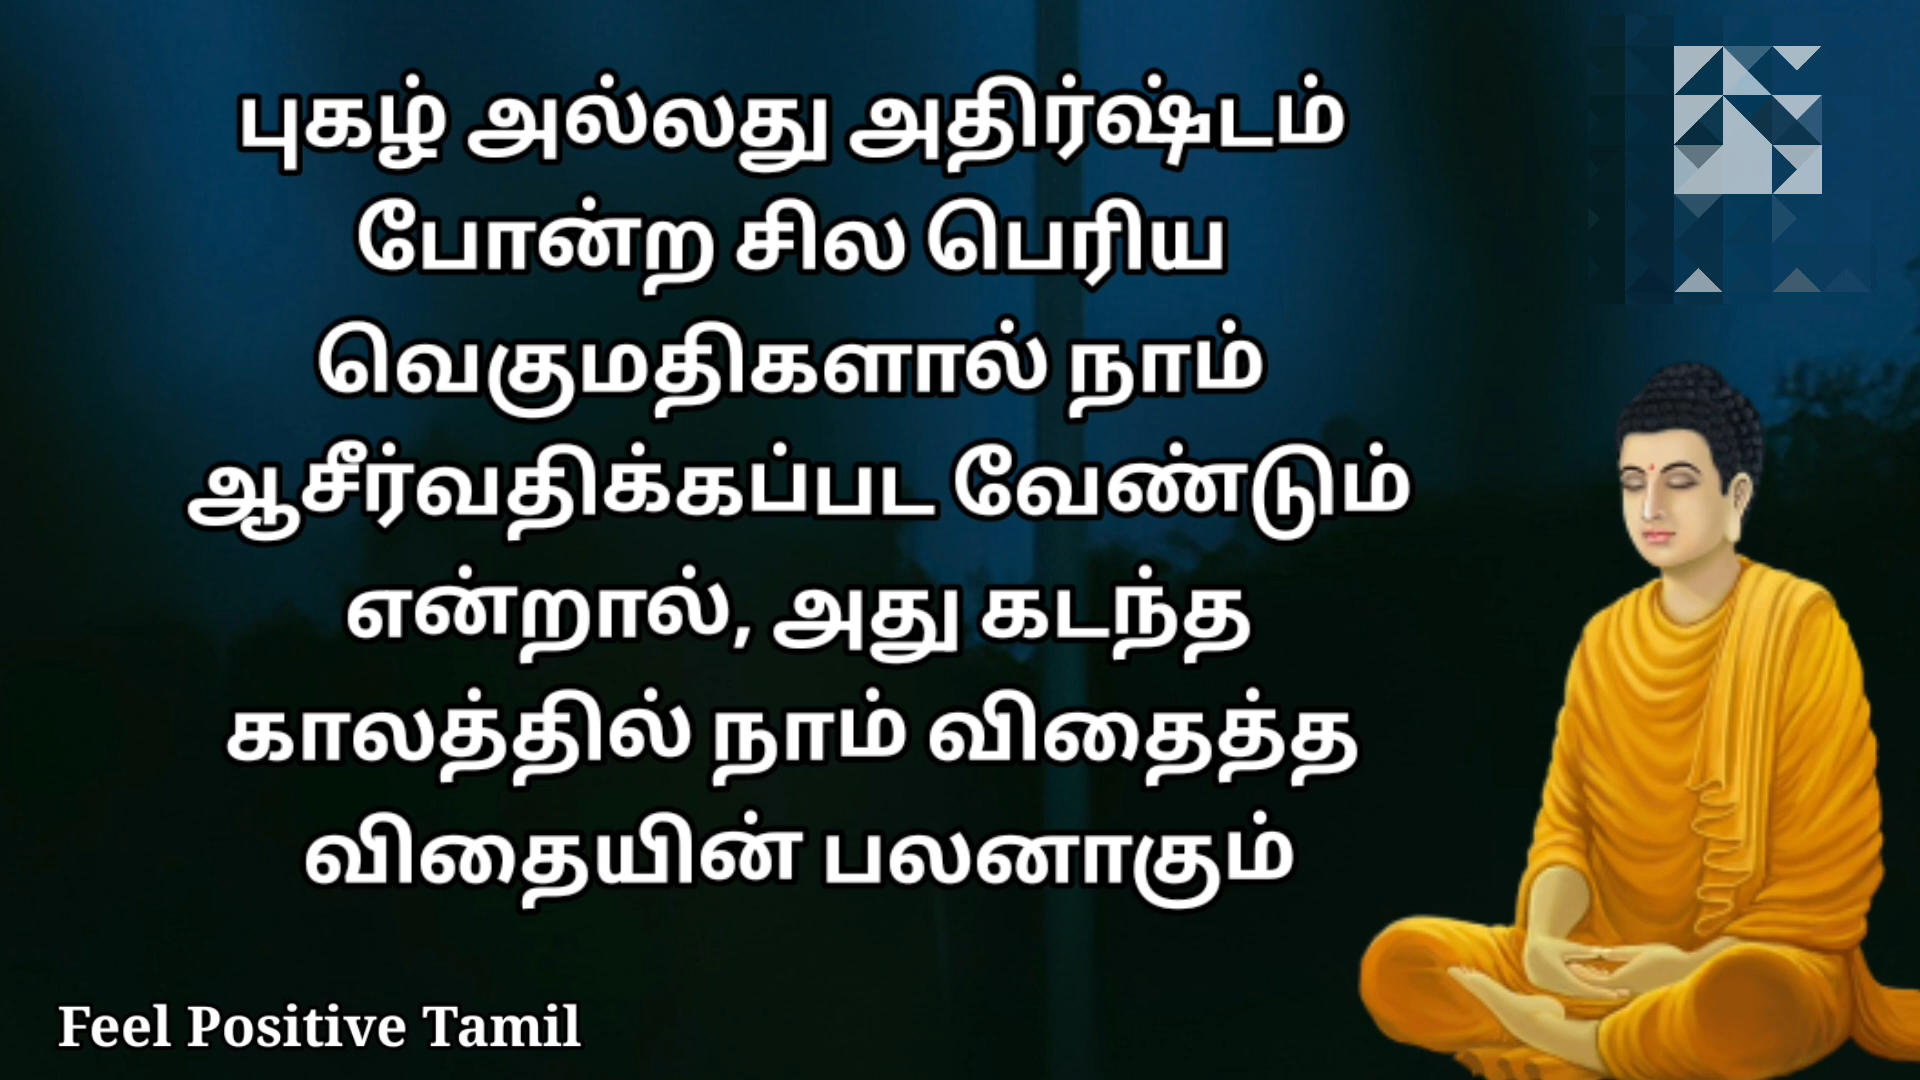 புகழ் அல்லது அதிர்ஷ்டம்
போன்ற சில பெரிய
வெகுமதிகளால் நாம்
ஆசீர்வதிக்கப்பட வேண்டும்
என்றால், அது கடந்த
காலத்தில் நாம் விதைத்த
விதையின் பலனாகும்
Feel Positive Tamil